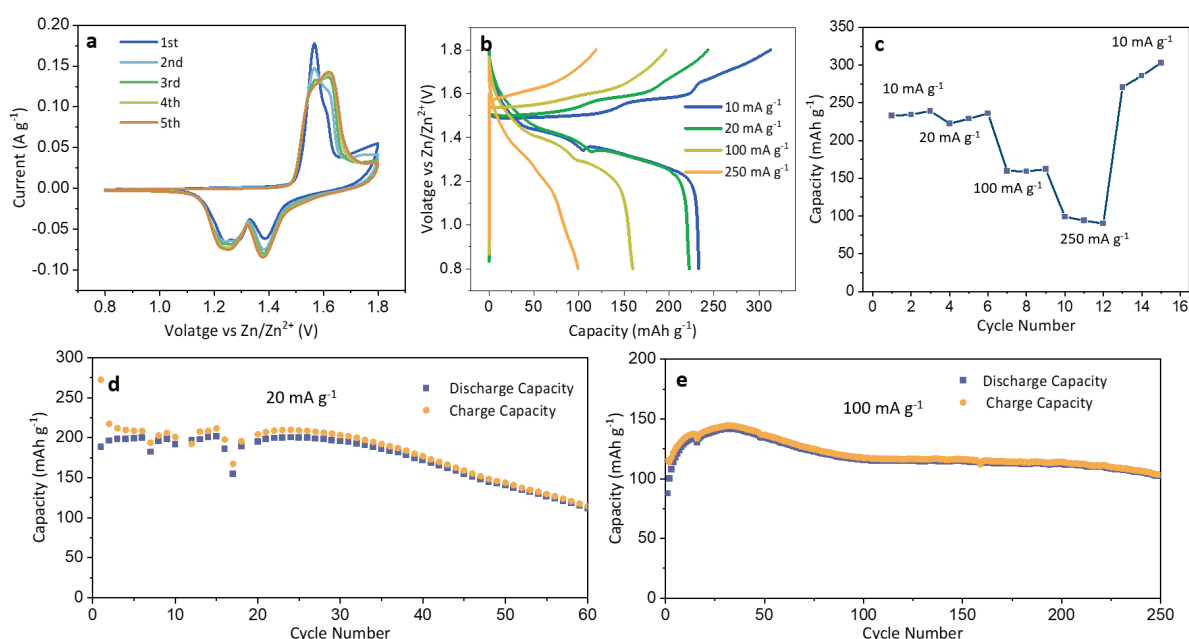 a
0.20
0.15
0.10
0.05
0.00
-0.05
-0.10
Current (A g⁻¹)
1st
2nd
3rd
4th
5th
0.8
1.0
1.2
1.4
1.6
1.8
Volatge vs Zn/Zn²⁺ (V)
b
1.8
1.6
1.4
1.2
1.0
0.8
Volatge vs Zn/Zn²⁺(V)
10 mA g⁻¹
20 mA g⁻¹
100 mA g⁻¹
250 mA g⁻¹
0
50
100
150
200
250
300
Capacity (mAh g⁻¹)
c
350
300
250
200
150
100
50
0
Capacity (mAh g⁻¹)
10 mA g⁻¹
10 mA g⁻¹
20 mA g⁻¹
100 mA g⁻¹
250 mA g⁻¹
0
2
4
6
8
10
12
14
16
Cycle Number
d
300
250
200
150
100
50
0
Capacity (mAh g⁻¹)
20 mA g⁻¹
Discharge Capacity
Charge Capacity
0
10
20
30
40
50
60
Cycle Number
e
200
150
100
50
0
Capacity (mAh g⁻¹)
100 mA g⁻¹
Discharge Capacity
Charge Capacity
0
50
100
150
200
250
Cycle Number